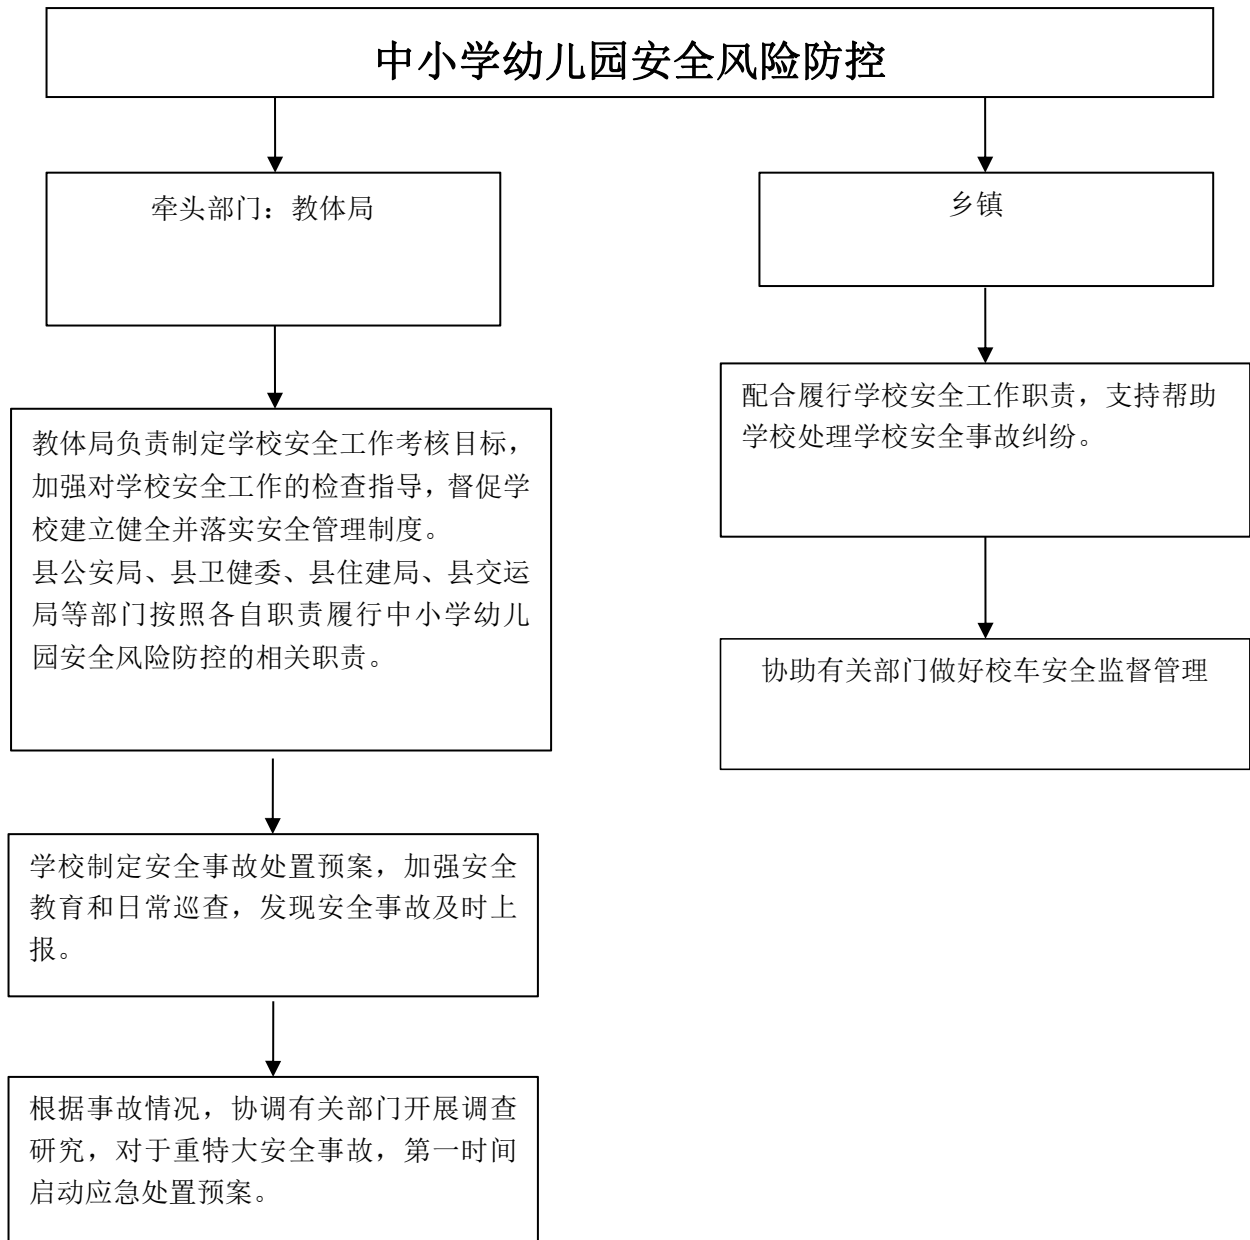 中小学幼儿园安全风险防控
牵头部门：教体局
教体局负责制定学校安全工作考核目标，
加强对学校安全工作的检查指导，督促学
校建立健全并落实安全管理制度。
县公安局、县卫健委、县住建局、县交运
局等部门按照各自职责履行中小学幼儿
园安全风险防控的相关职责。
学校制定安全事故处置预案，加强安全
教育和日常巡查，发现安全事故及时上
报。
根据事故情况，协调有关部门开展调查
研究，对于重特大安全事故，第一时间
启动应急处置预案。
乡镇
配合履行学校安全工作职责，支持帮助
学校处理学校安全事故纠纷。
协助有关部门做好校车安全监督管理